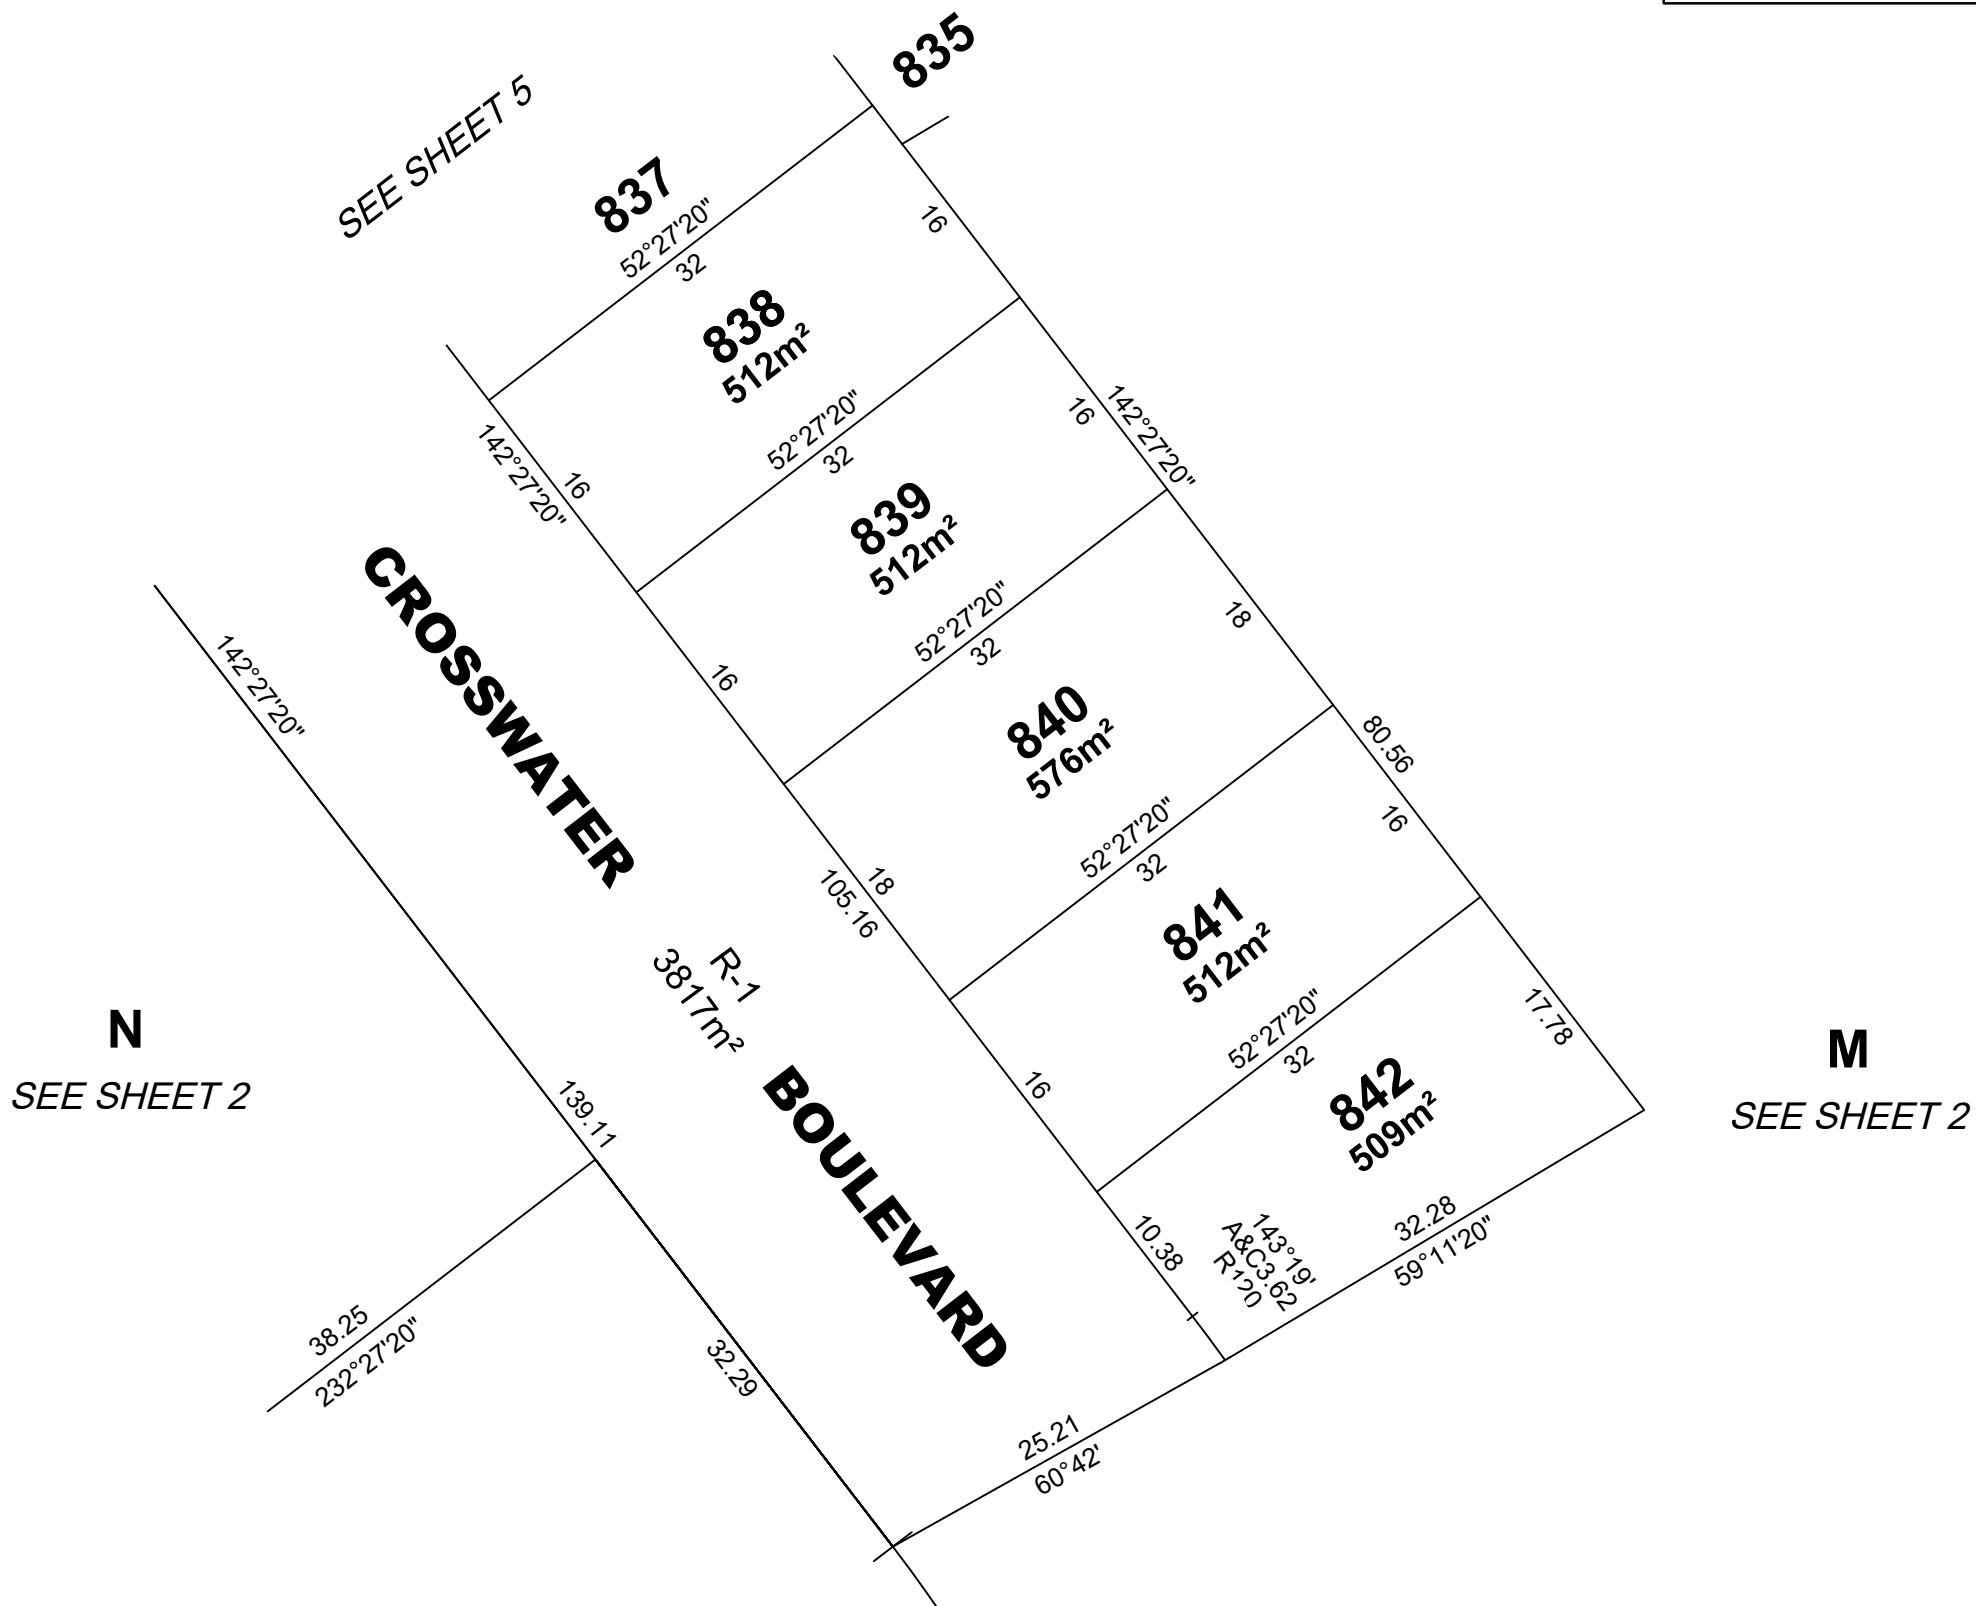 835
SEE SHEET 5
837
52°27'20"
32
16
838
512m²
142°27'20"
16
52°27'20"
32
16
142°27'20"
839
512m²
16
52°27'20"
32
18
142°27'20"
CROSSWATER
840
576m²
80.56
18
105.16
52°27'20"
32
16
841
512m²
R-1
3817m²
16
52°27'20"
32
17.78
N
SEE SHEET 2
M
SEE SHEET 2
139.11
BOULEVARD
842
509m²
10.38
143°19'
A&C3.62
R120
32.28
59°11'20"
38.25
232°27'20"
32.29
25.21
60°42'